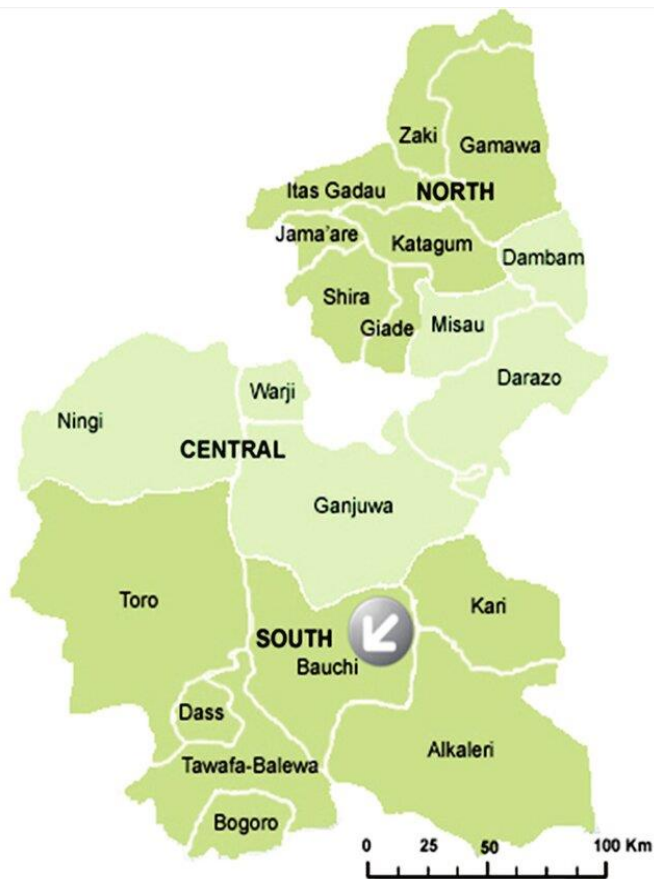 Zaki
Gamawa
Itas Gadau
NORTH
Jama'are
Katagum
Dambam
Shira
Giade
Misau
Darazo
Warji
Ningi
CENTRAL
Ganjuwa
Toro
Kari
SOUTH
Bauchi
Dass
Alkaleri
Tawafa-Balewa
Bogoro
0 25 50 100 Km